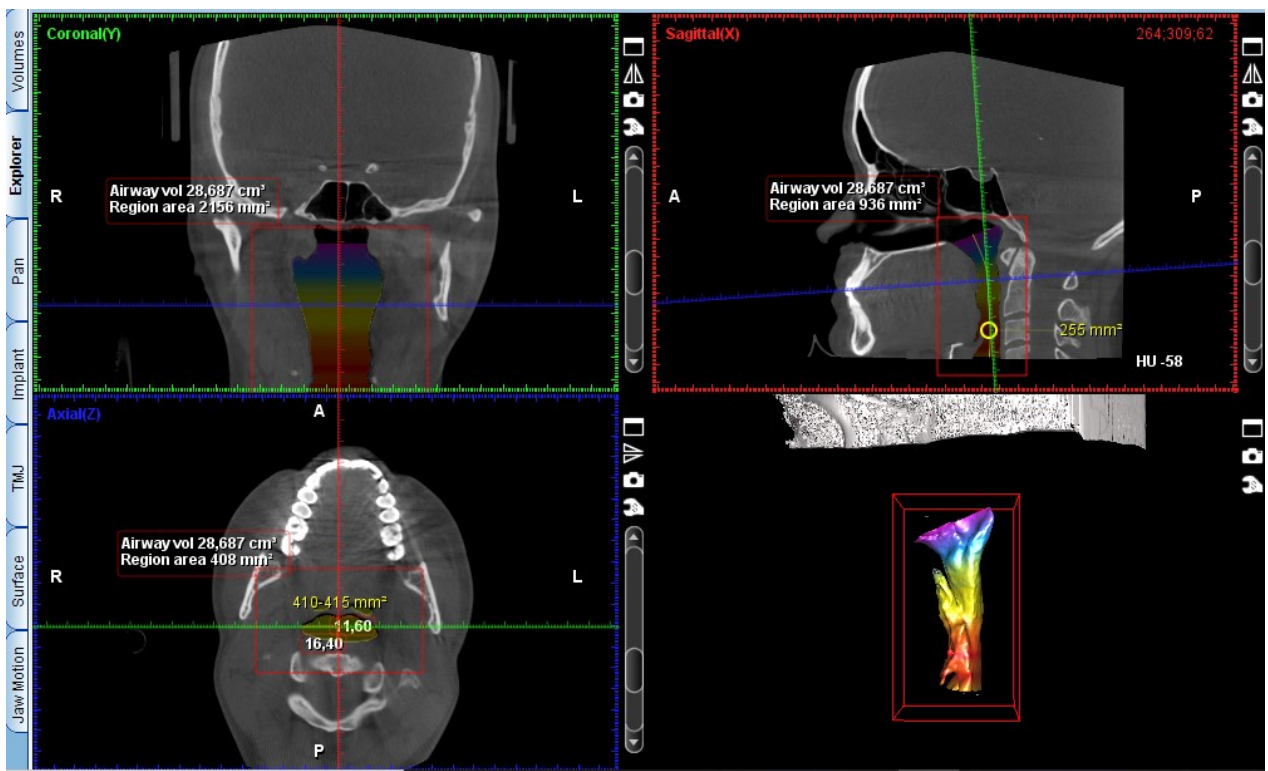 Volumes
Explorer
Pan
Implant
TMJ
Surface
Jaw Motion
Coronal(Y)
R
L
Airway vol 28,687 cm³
Region area 2156 mm²
Sagittal(X)
264;309;62
A
P
Airway vol 28,687 cm³
Region area 936 mm²
255 mm²
HU -58
Axial(Z)
A
Airway vol 28,687 cm³
Region area 408 mm²
R
L
410-415 mm²
11,60
16,40
P